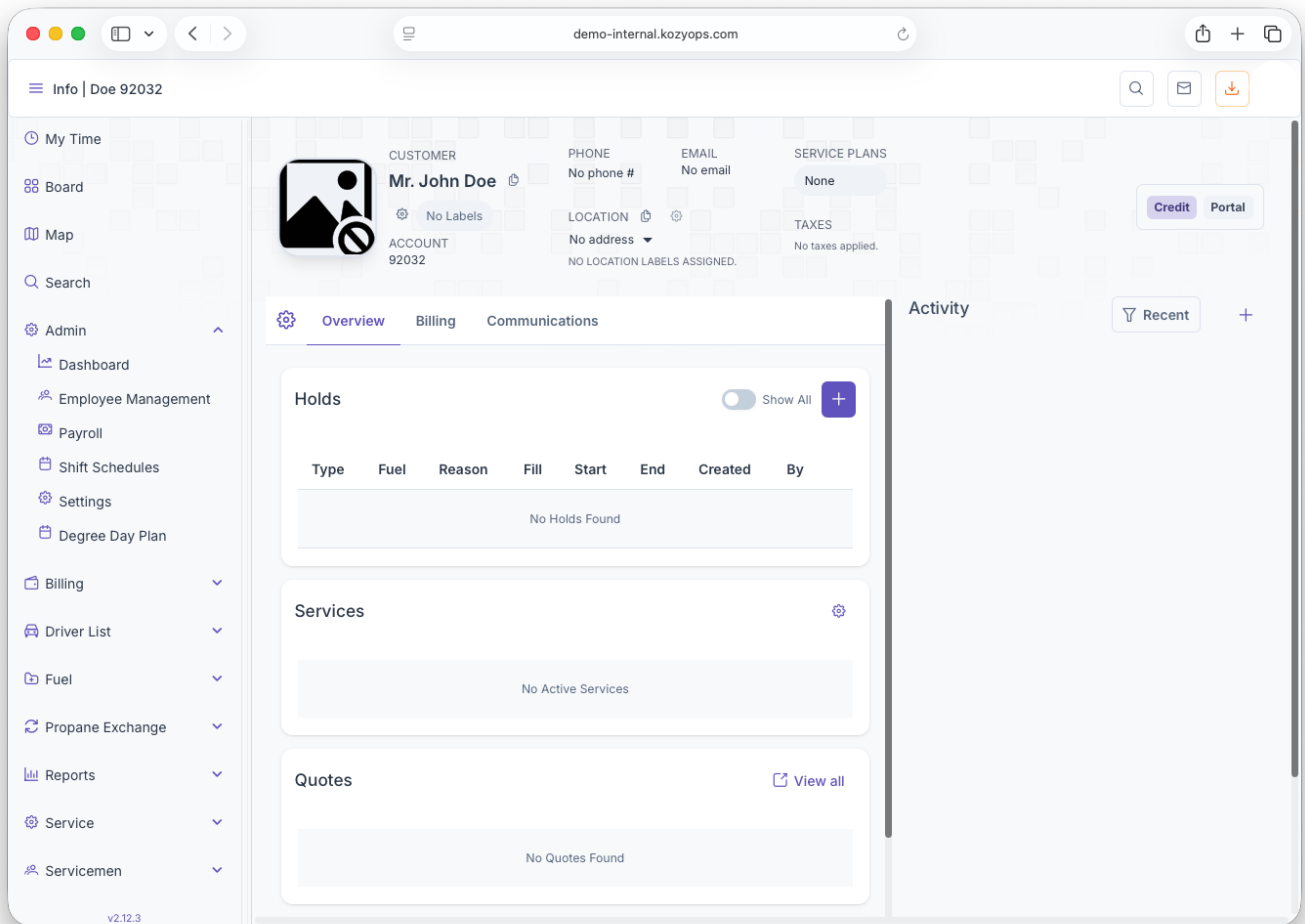 demo-internal.kozyops.com
Info | Doe 92032
My Time
Board
Map
Search
Admin
Dashboard
Employee Management
Payroll
Shift Schedules
Settings
Degree Day Plan
Billing
Driver List
Fuel
Propane Exchange
Reports
Service
Servicemen
v2.12.3
CUSTOMER
Mr. John Doe
No Labels
ACCOUNT
92032
PHONE
No phone #
EMAIL
No email
LOCATION
No address
NO LOCATION LABELS ASSIGNED.
SERVICE PLANS
None
TAXES
No taxes applied.
Credit Portal
Overview Billing Communications
Holds
Show All
Type Fuel Reason Fill Start End Created By
No Holds Found
Services
No Active Services
Quotes
View all
No Quotes Found
Activity
Recent